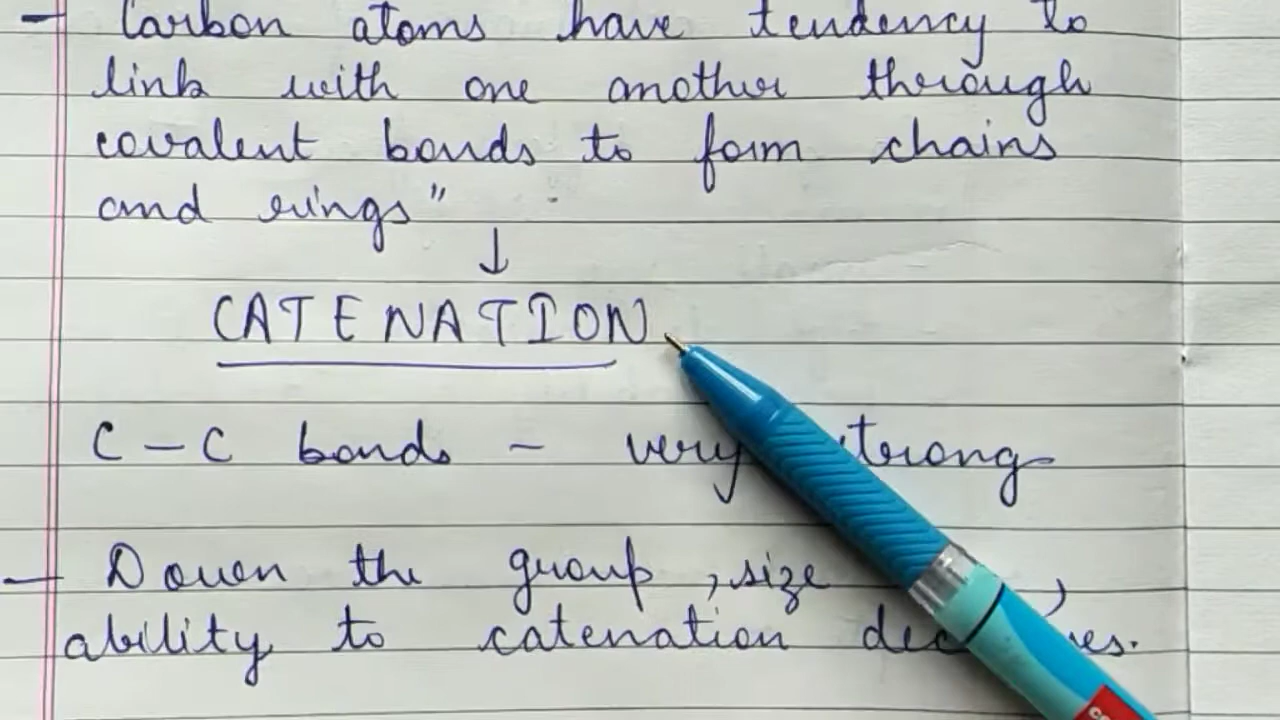 - Carbon atoms have tendency to
link with one another through
covalent bonds to form chains
and rings"
↓
CATENATION
C - C bonds - very strong
- Down the group, size ,
ability to catenation